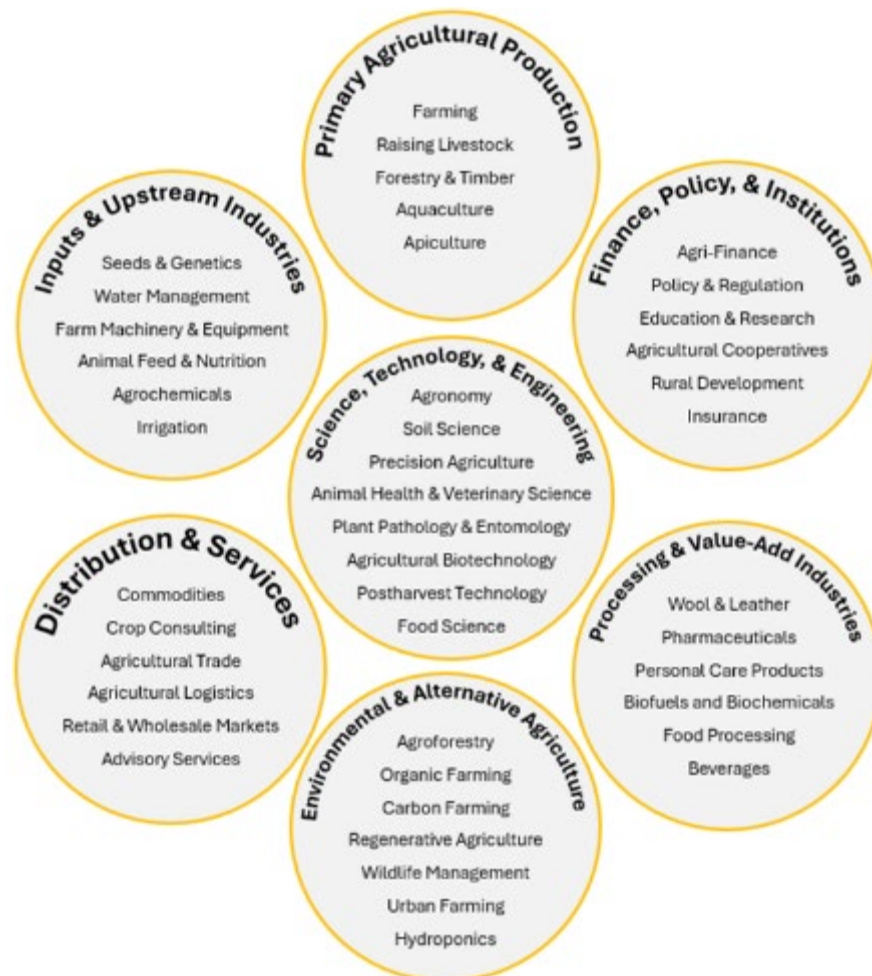 Primary Agricultural Production
Farming
Raising Livestock
Forestry & Timber
Aquaculture
Apiculture
Inputs & Upstream Industries
Seeds & Genetics
Water Management
Farm Machinery & Equipment
Animal Feed & Nutrition
Agrochemicals
Irrigation
Finance, Policy, & Institutions
Agri-Finance
Policy & Regulation
Education & Research
Agricultural Cooperatives
Rural Development
Insurance
Science, Technology, & Engineering
Agronomy
Soil Science
Precision Agriculture
Animal Health & Veterinary Science
Plant Pathology & Entomology
Agricultural Biotechnology
Postharvest Technology
Food Science
Distribution & Services
Commodities
Crop Consulting
Agricultural Trade
Agricultural Logistics
Retail & Wholesale Markets
Advisory Services
Processing & Value-Add Industries
Wool & Leather
Pharmaceuticals
Personal Care Products
Biofuels and Biochemicals
Food Processing
Beverages
Environmental & Alternative Agriculture
Agroforestry
Organic Farming
Carbon Farming
Regenerative Agriculture
Wildlife Management
Urban Farming
Hydroponics